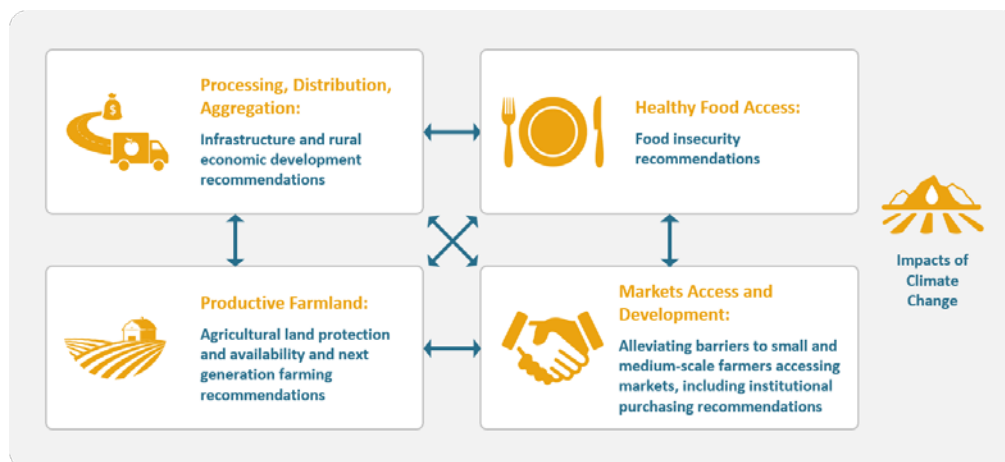 Processing, Distribution,
Aggregation:
Infrastructure and rural
economic development
recommendations
Healthy Food Access:
Food insecurity
recommendations
Productive Farmland:
Agricultural land protection
and availability and next
generation farming
recommendations
Markets Access and
Development:
Alleviating barriers to small and
medium-scale farmers accessing
markets, including institutional
purchasing recommendations
Impacts of
Climate
Change
$